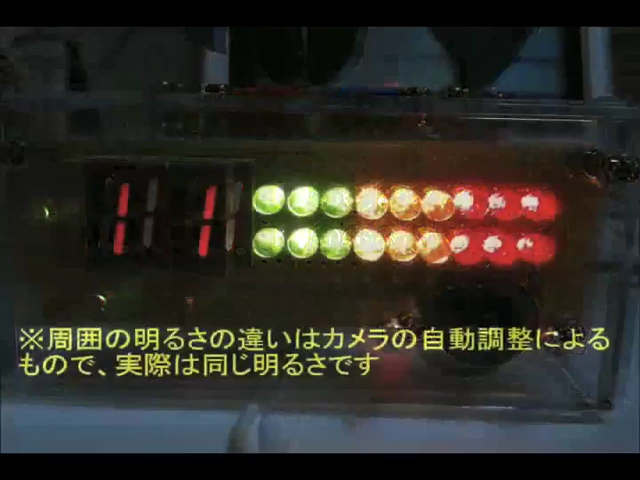 11
※周囲の明るさの違いはカメラの自動調整による
もので、実際は同じ明るさです